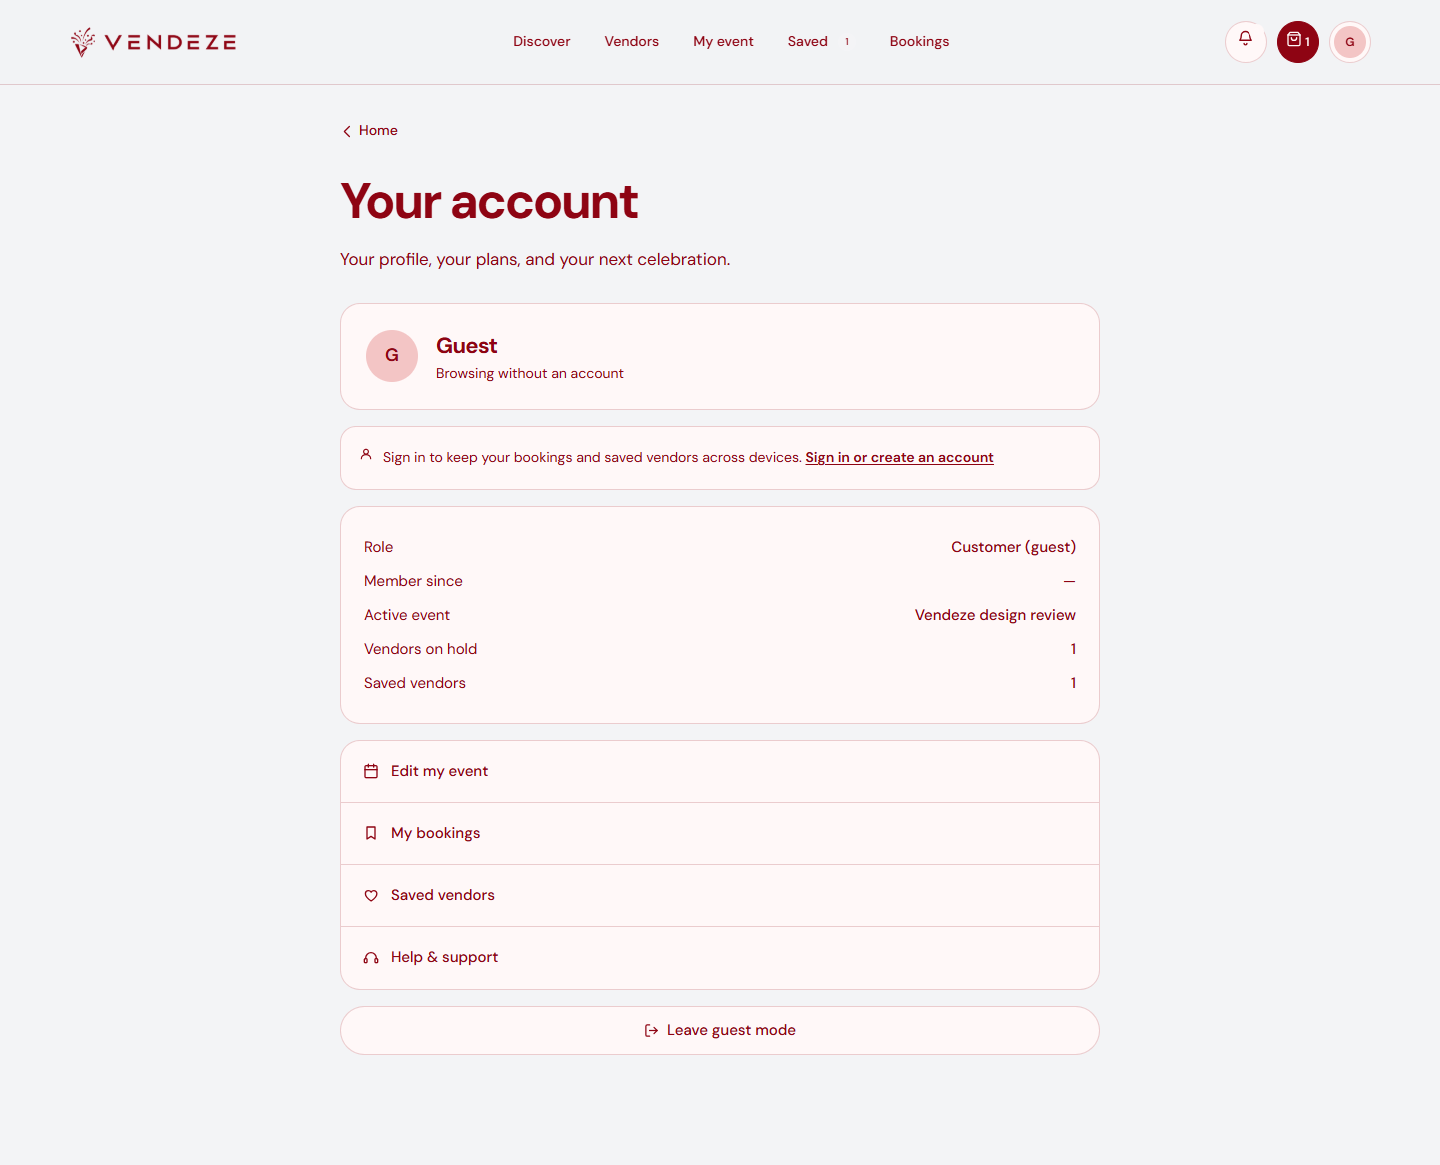 VENDEZE
Discover
Vendors
My event
Saved 1
Bookings
1
G
Home
Your account
Your profile, your plans, and your next celebration.
G
Guest
Browsing without an account
Sign in to keep your bookings and saved vendors across devices. Sign in or create an account
Role Customer (guest)
Member since —
Active event Vendeze design review
Vendors on hold 1
Saved vendors 1
Edit my event
My bookings
Saved vendors
Help & support
Leave guest mode